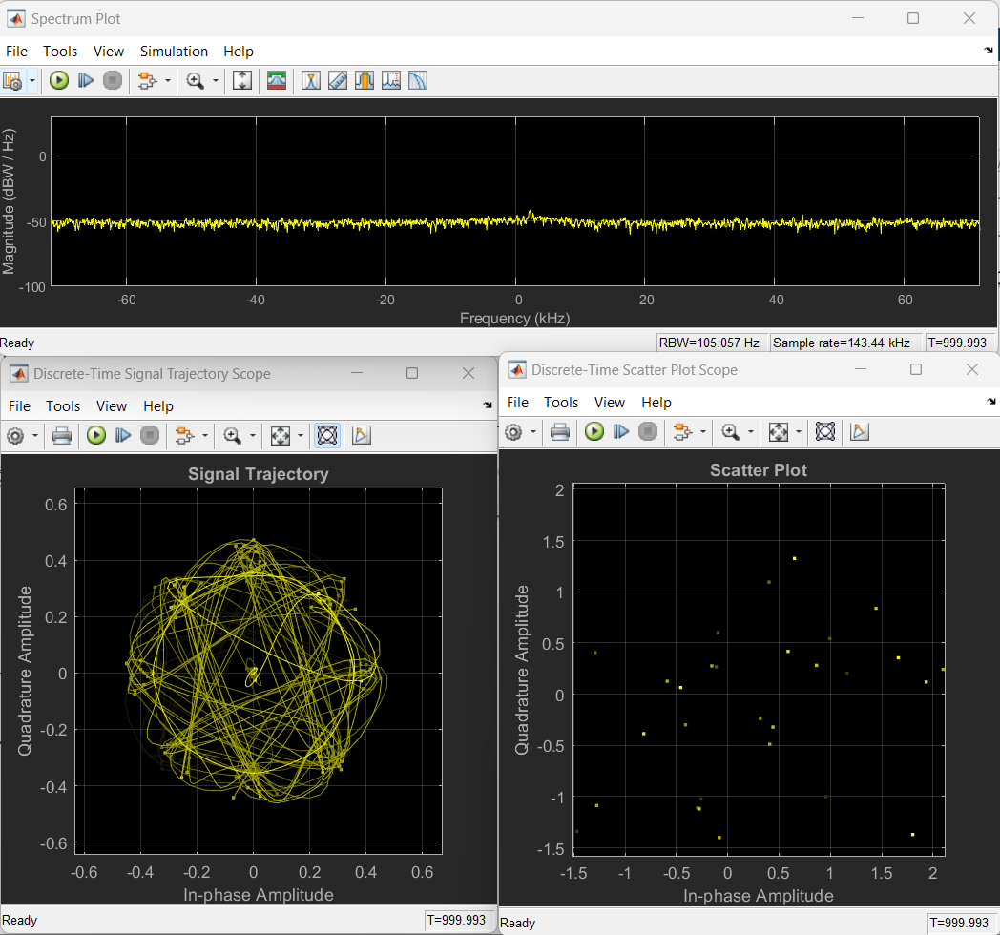 Spectrum Plot
File Tools View Simulation Help
Magnitude (dBW / Hz)
0
-50
-100
-60 -40 -20 0 20 40 60
Frequency (kHz)
Ready
RBW=105.057 Hz Sample rate=143.44 kHz T=999.993
Discrete-Time Signal Trajectory Scope
File Tools View Help
Signal Trajectory
Quadrature Amplitude
0.6
0.4
0.2
0
-0.2
-0.4
-0.6
-0.6 -0.4 -0.2 0 0.2 0.4 0.6
In-phase Amplitude
Ready
T=999.993
Discrete-Time Scatter Plot Scope
File Tools View Help
Scatter Plot
Quadrature Amplitude
2
1.5
1
0.5
0
-0.5
-1
-1.5
-1.5 -1 -0.5 0 0.5 1 1.5 2
In-phase Amplitude
Ready
T=999.993